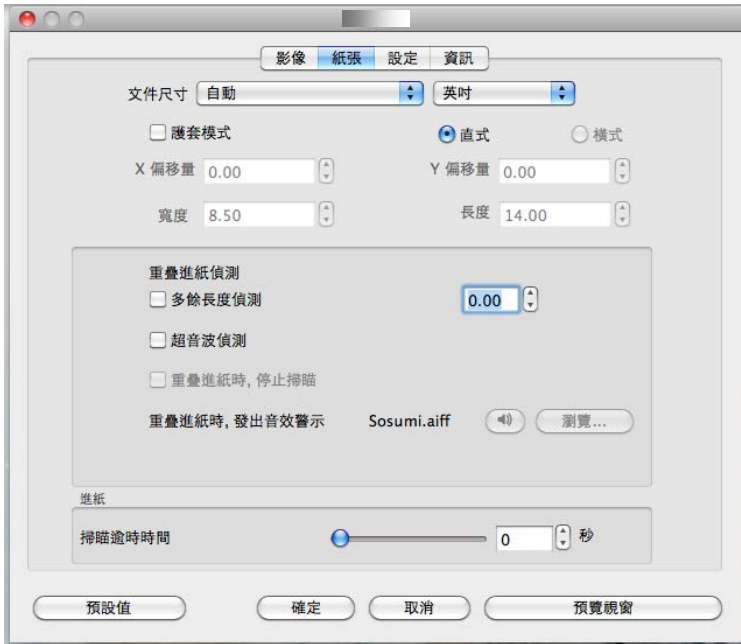 影像 紙張 設定 資訊
文件尺寸 自動 英吋
護套模式 直式 橫式
X 偏移量 0.00 Y 偏移量 0.00
寬度 8.50 長度 14.00
重疊進紙偵測
多餘長度偵測 0.00
超音波偵測
重疊進紙時, 停止掃瞄
重疊進紙時, 發出音效警示 Sosumi.aiff 瀏覽...
進紙
掃瞄逾時時間 0 秒
預設值 確定 取消 預覽視窗